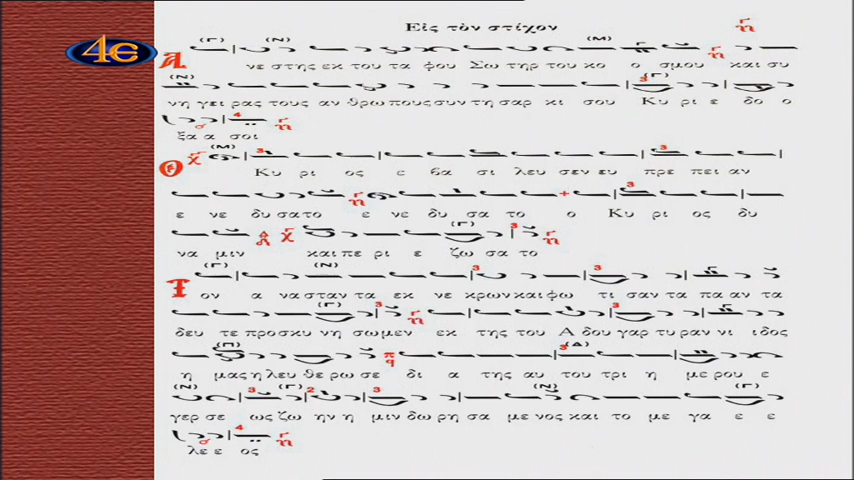 4Ε
Εις τὸν στίχον
Α νε στης εκ του τα φου Σω τηρ του κο ο σμου και συ
νη γει ρας τους αν θρω πους συν τη σαρ κι σου Κυ ρι ε δο ο
ξα α σοι
Ο Κυ ρι ος ε βα σι λευ σεν ευ πρε πει αν
ε νε δυ σα το ε νε δυ σα το ο Κυ ρι ος δυ
να μιν και πε ρι ε ζω σα το
Τ ον α να σταν τα εκ νε κρων και φω τι σαν τα πα αν τα
δευ τε προσ κυ νη σω μεν εκ της του Α δου γαρ τυ ραν νι ιδος
η μας η λευ θε ρω σε δι α της αυ του τρι η με ρου ε
γερ σε ως ζω ην η μιν δω ρη σα με νος και το με γα ε ε
λε ε ος